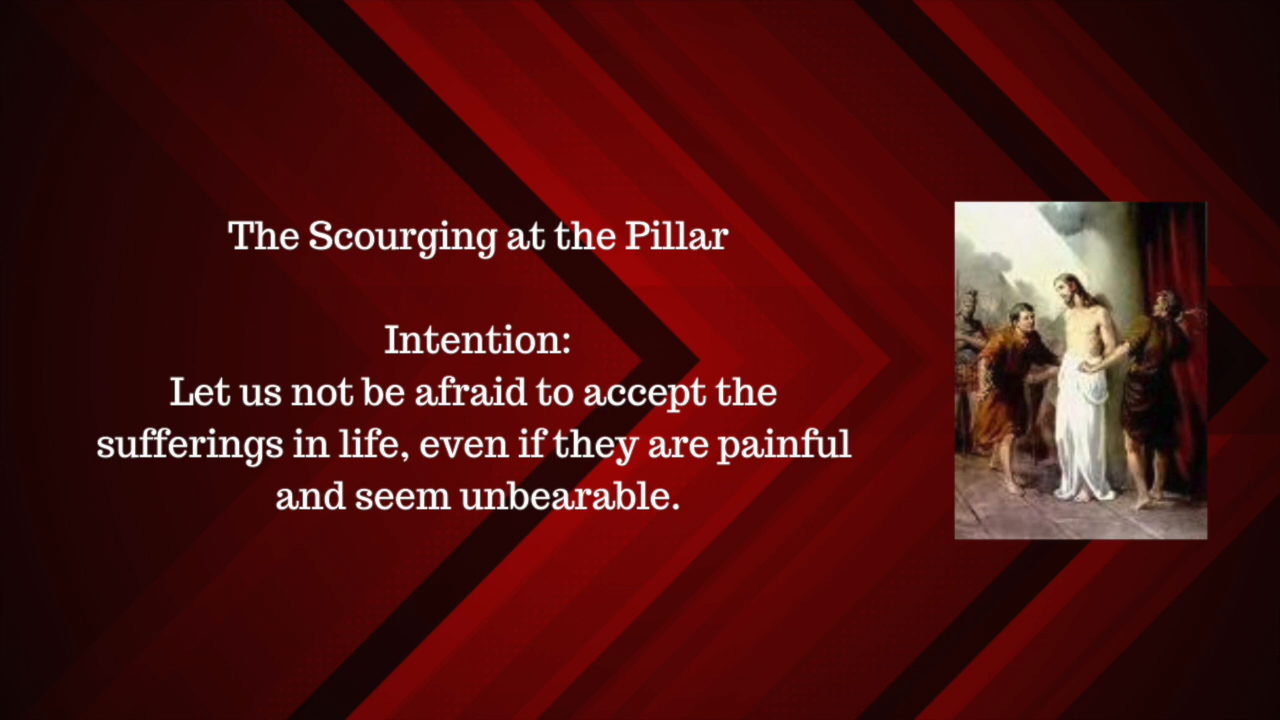 The Scourging at the Pillar
Intention:
Let us not be afraid to accept the
sufferings in life, even if they are painful
and seem unbearable.